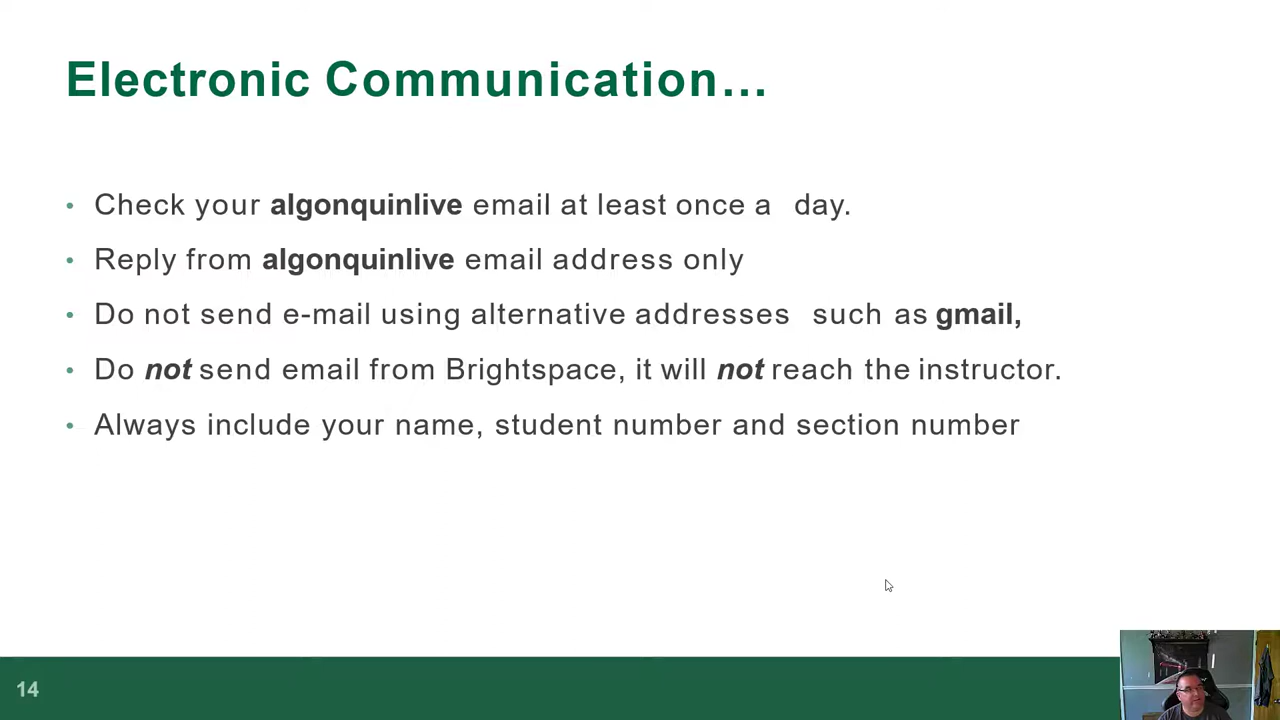 Electronic Communication...
• Check your algonquinlive email at least once a day.
• Reply from algonquinlive email address only
• Do not send e-mail using alternative addresses such as gmail,
• Do not send email from Brightspace, it will not reach the instructor.
• Always include your name, student number and section number
14